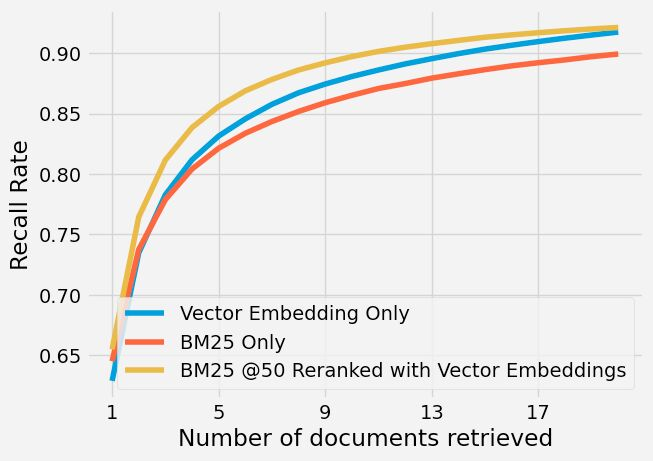 0.90
0.85
0.80
0.75
0.70
0.65
Recall Rate
Vector Embedding Only
BM25 Only
BM25 @50 Reranked with Vector Embeddings
1 5 9 13 17
Number of documents retrieved